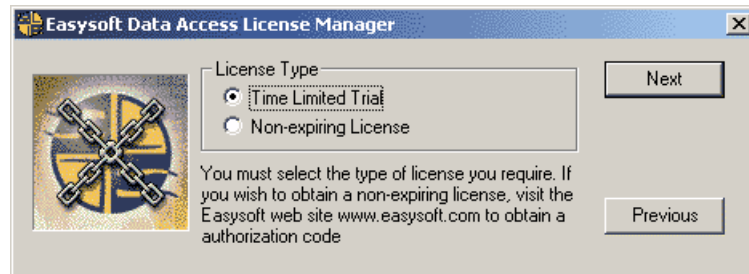 Easysoft Data Access License Manager
License Type
Time Limited Trial
Non-expiring License
Next
You must select the type of license you require. If
you wish to obtain a non-expiring license, visit the
Easysoft web site www.easysoft.com to obtain a
authorization code
Previous